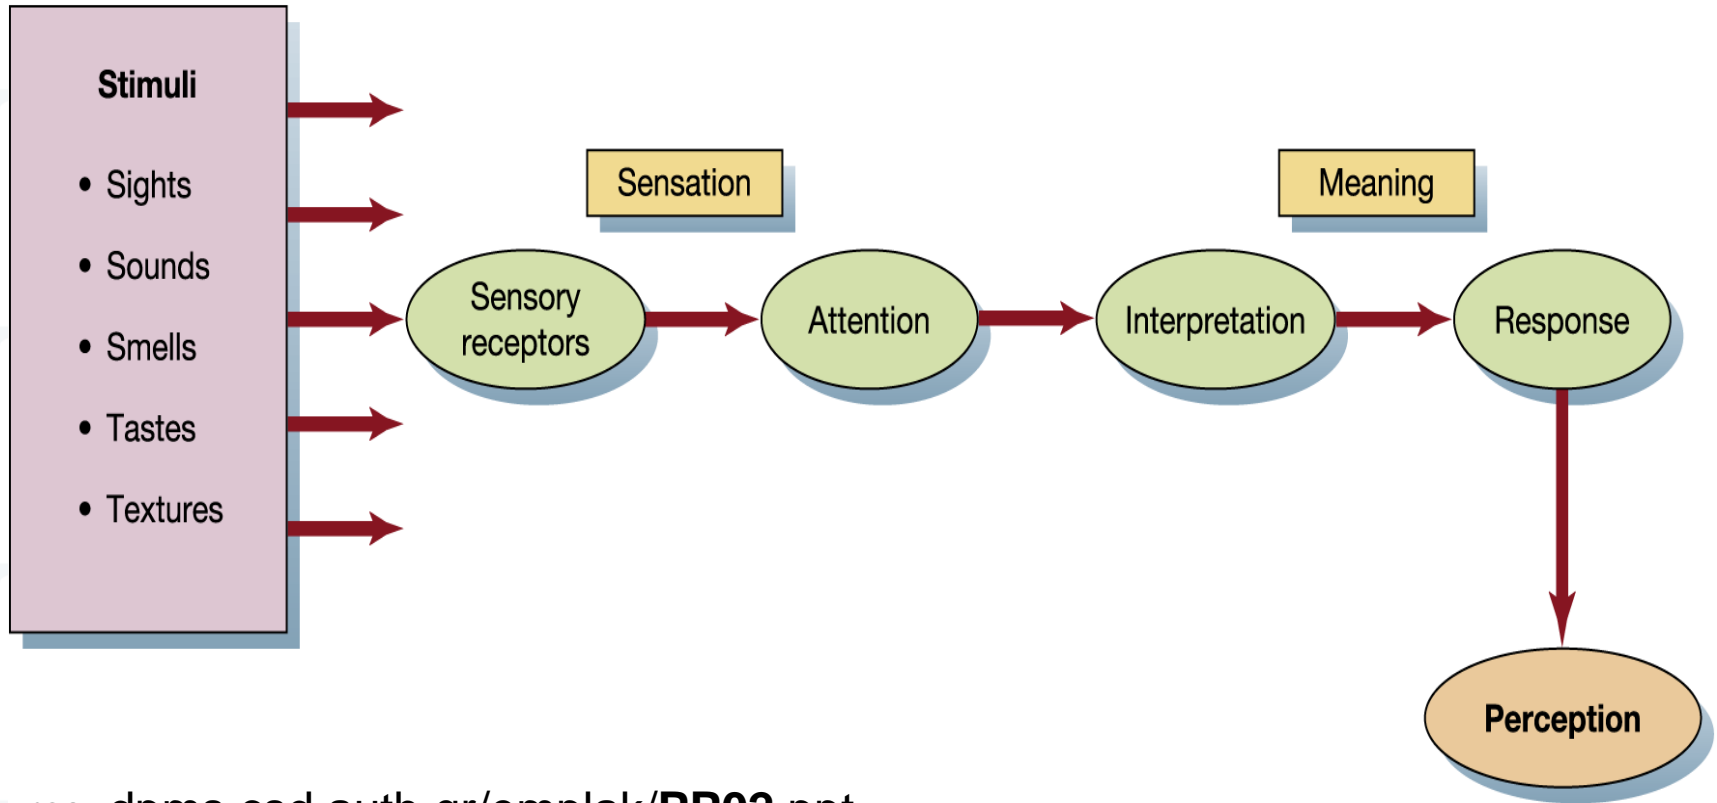 Stimuli
• Sights
• Sounds
• Smells
• Tastes
• Textures
Sensation
Meaning
Sensory
receptors
Attention
Interpretation
Response
Perception